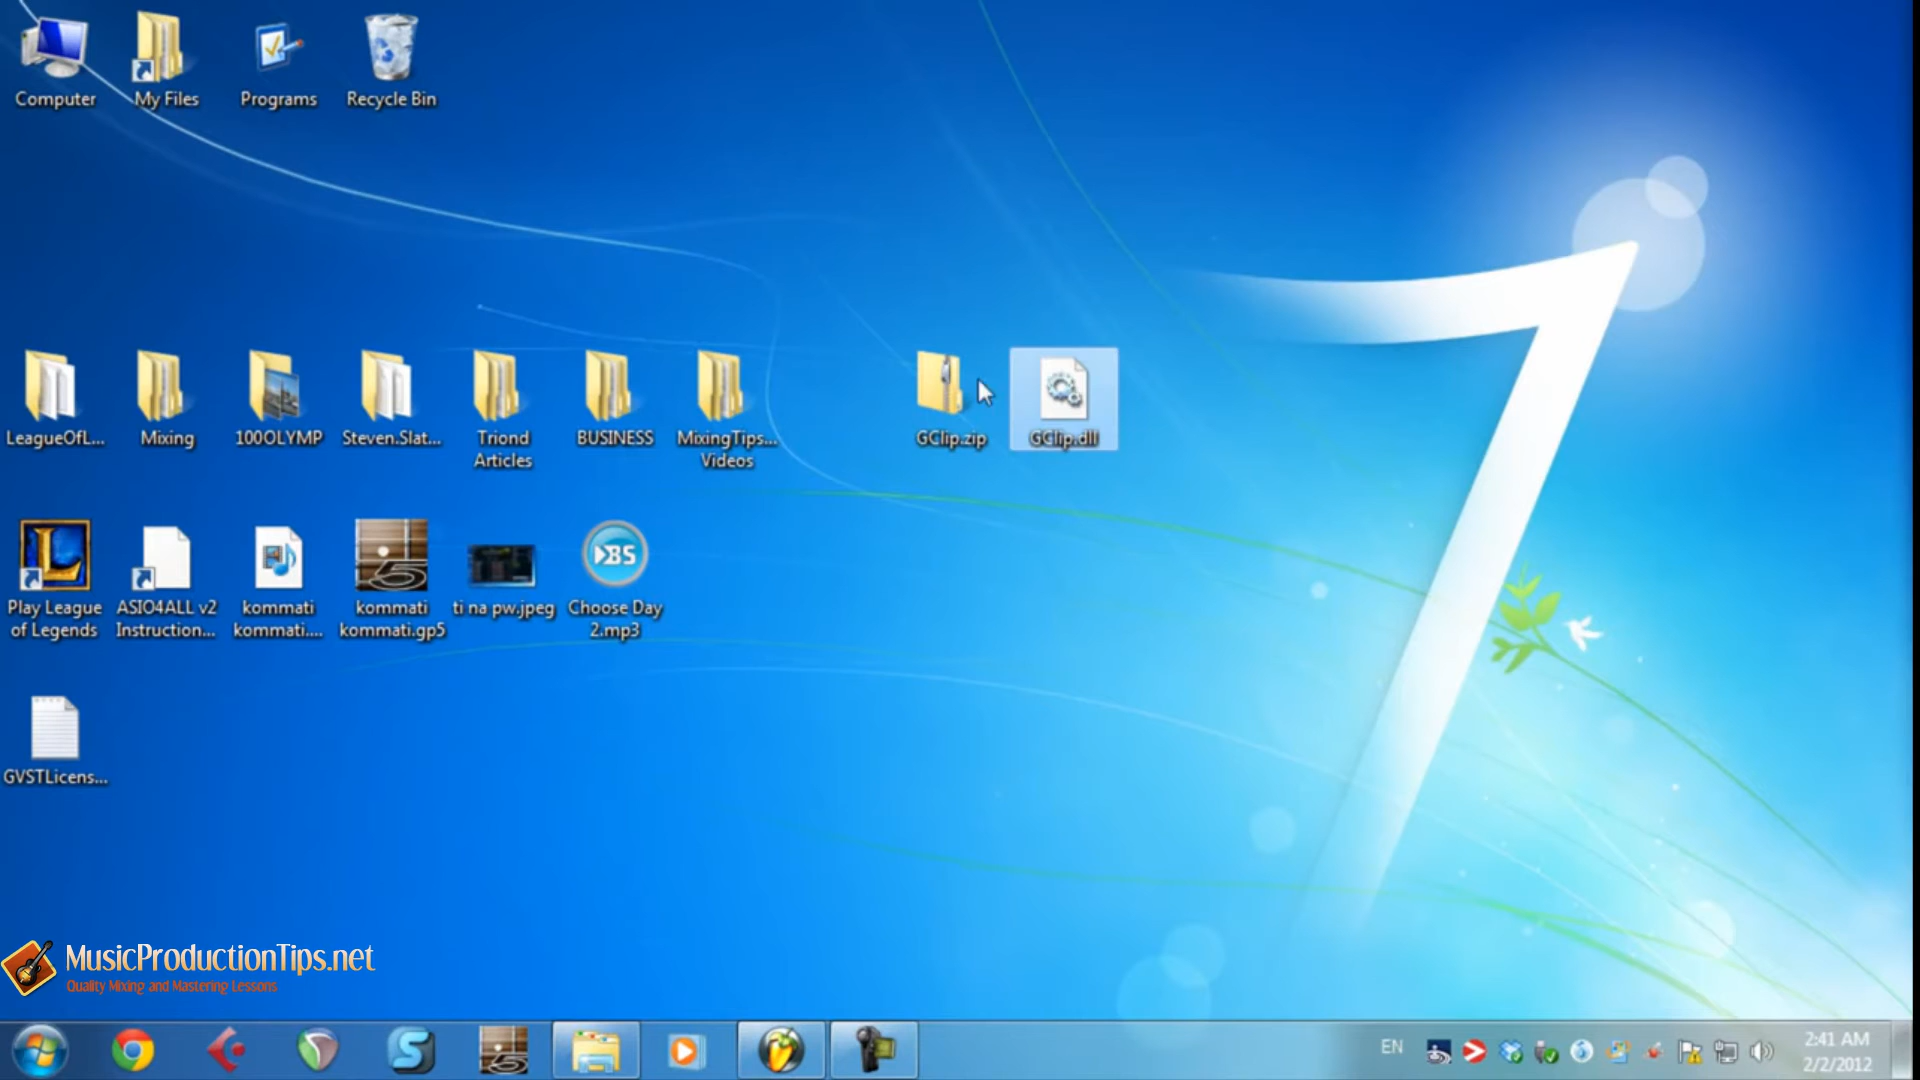 Computer
My Files
Programs
Recycle Bin
LeagueOfL...
Mixing
100OLYMP
Steven.Slat...
Triond
Articles
BUSINESS
MixingTips...
Videos
GClip.zip
GClip.dll
Play League
of Legends
ASIO4ALL v2
Instruction...
kommati
kommati....
kommati
kommati.gp5
ti na pw.jpeg
Choose Day
2.mp3
GVSTLicens...
MusicProductionTips.net
Quality Mixing and Mastering Lessons
EN
2:41 AM
2/2/2012